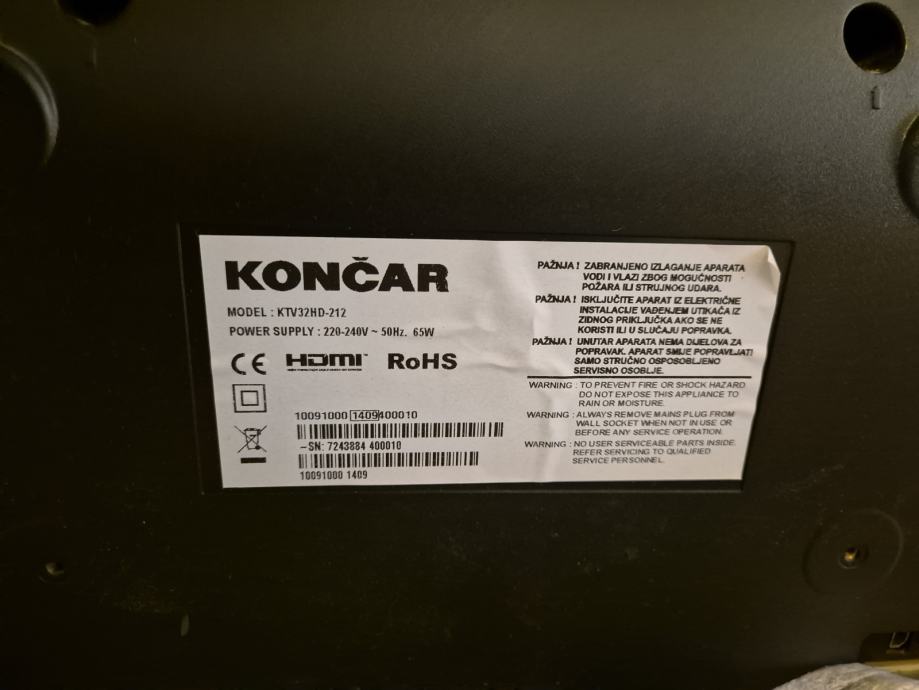 KONČAR
MODEL : KTV32HD-212
POWER SUPPLY : 220-240V ~ 50Hz. 65W
CE HDMI™ RoHS
10091000 1409400010
-SN: 7243884 400010
10091000 1409
PAŽNJA ! ZABRANJENO IZLAGANJE APARATA
VODI I VLAZI ZBOG MOGUĆNOSTI
POŽARA ILI STRUJNOG UDARA.
PAŽNJA ! ISKLJUČITE APARAT IZ ELEKTRIČNE
INSTALACIJE VAĐENJEM UTIKAČA IZ
ZIDNOG PRIKLJUČKA AKO SE NE
KORISTI ILI U SLUČAJU POPRAVKA.
PAŽNJA ! UNUTAR APARATA NEMA DIJELOVA ZA
POPRAVAK. APARAT SMIJE POPRAVLJATI
SAMO STRUČNO OSPOSOBLJENO
SERVISNO OSOBLJE.
WARNING : TO PREVENT FIRE OR SHOCK HAZARD
DO NOT EXPOSE THIS APPLIANCE TO
RAIN OR MOISTURE.
WARNING : ALWAYS REMOVE MAINS PLUG FROM
WALL SOCKET WHEN NOT IN USE OR
BEFORE ANY SERVICE OPERATION.
WARNING : NO USER SERVICEABLE PARTS INSIDE.
REFER SERVICING TO QUALIFIED
SERVICE PERSONNEL.